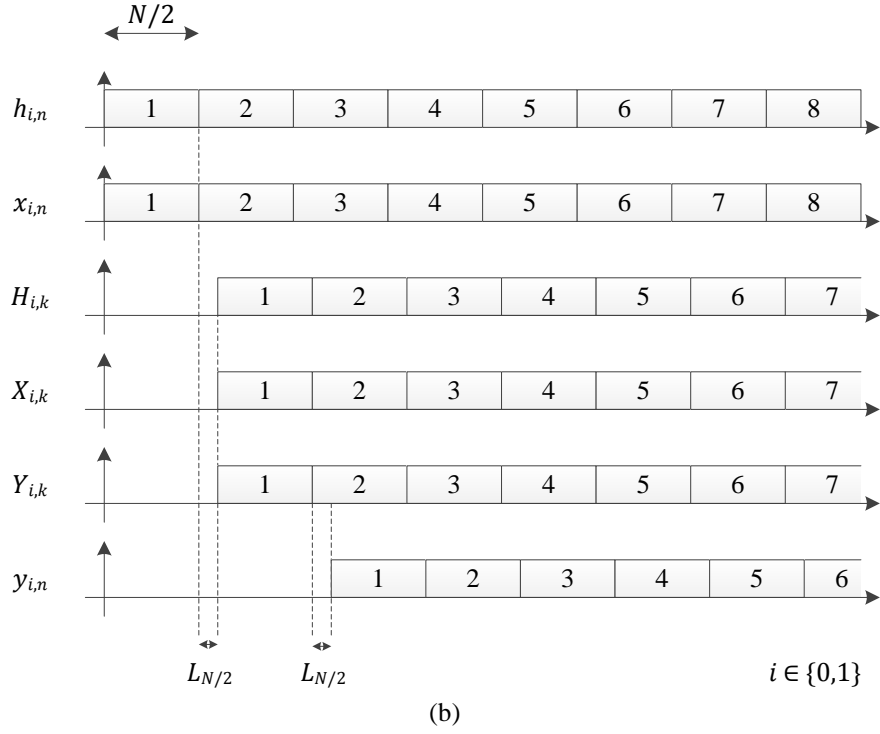 N/2
h_{i,n} 1 2 3 4 5 6 7 8
x_{i,n} 1 2 3 4 5 6 7 8
H_{i,k} 1 2 3 4 5 6 7
X_{i,k} 1 2 3 4 5 6 7
Y_{i,k} 1 2 3 4 5 6 7
y_{i,n} 1 2 3 4 5 6
L_{N/2} L_{N/2} i ∈ {0,1}
(b)